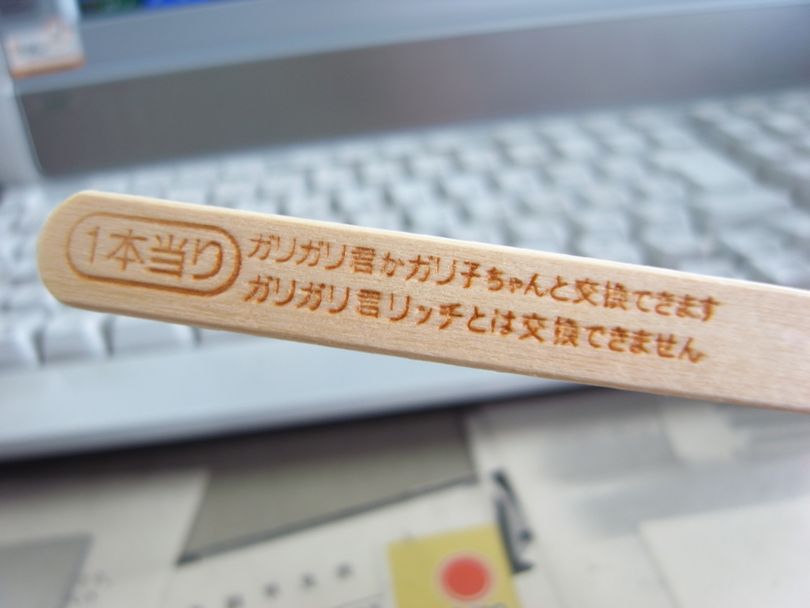 1本当り
ガリガリ君かガリ子ちゃんと交換できます
ガリガリ君リッチとは交換できません